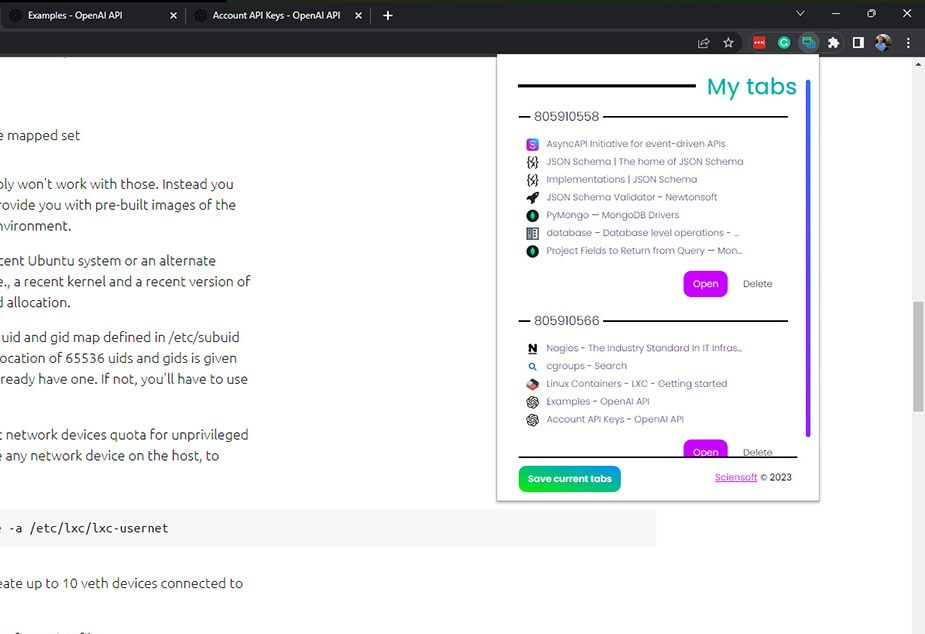 Examples - OpenAI API
Account API Keys - OpenAI API
My tabs
805910558
AsyncAPI Initiative for event-driven APIs
JSON Schema | The home of JSON Schema
Implementations | JSON Schema
JSON Schema Validator - Newtonsoft
PyMongo — MongoDB Drivers
database – Database level operations - ...
Project Fields to Return from Query — Mon...
Open Delete
805910566
Nagios - The Industry Standard In IT Infras...
cgroups - Search
Linux Containers - LXC - Getting started
Examples - OpenAI API
Account API Keys - OpenAI API
Open Delete
Save current tabs
Sciensoft © 2023
mapped set
won't work with those. Instead you
provide you with pre-built images of the
environment.
recent Ubuntu system or an alternate
a recent kernel and a recent version of
allocation.
uid and gid map defined in /etc/subuid
allocation of 65536 uids and gids is given
already have one. If not, you'll have to use
network devices quota for unprivileged
any network device on the host, to
-a /etc/lxc/lxc-usernet
create up to 10 veth devices connected to